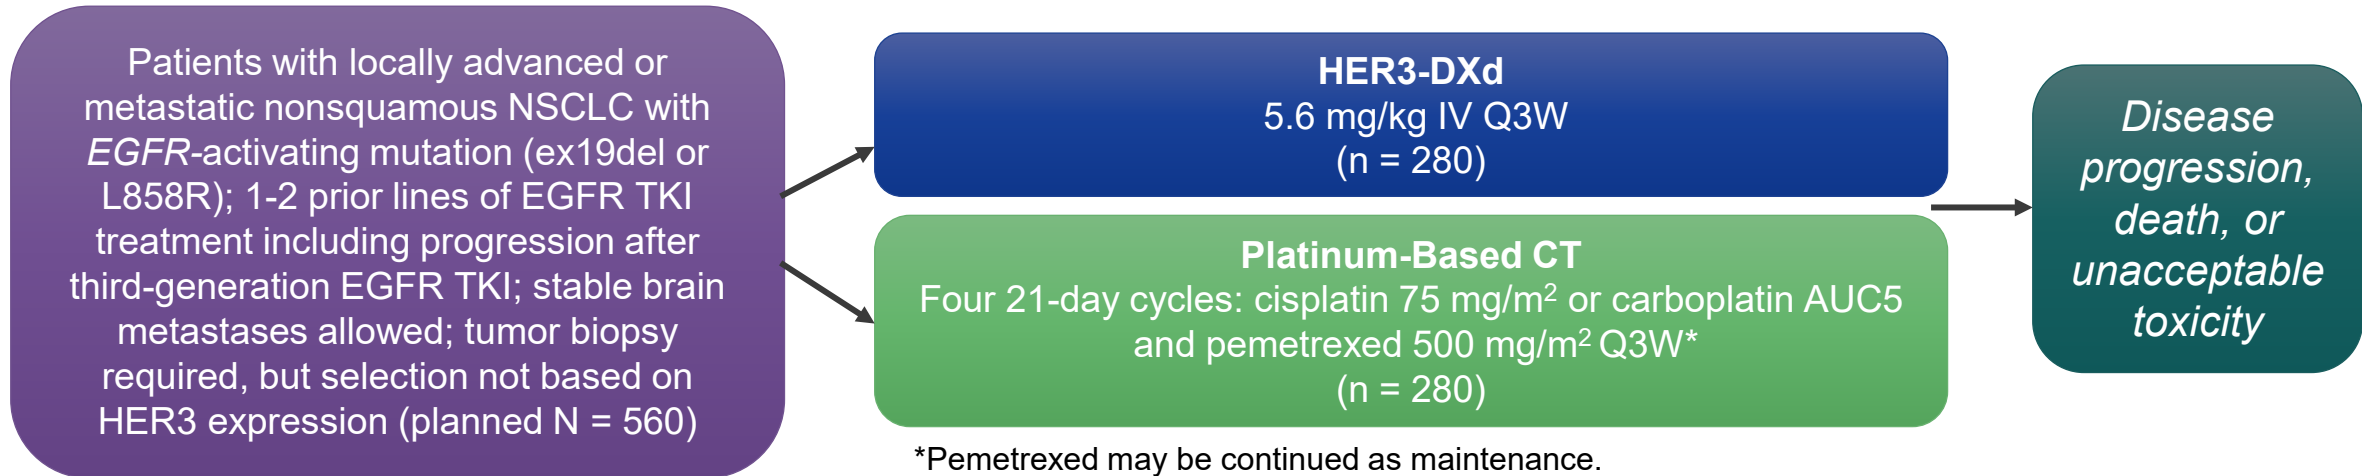 Patients with locally advanced or
metastatic nonsquamous NSCLC with
EGFR-activating mutation (ex19del or
L858R); 1-2 prior lines of EGFR TKI
treatment including progression after
third-generation EGFR TKI; stable brain
metastases allowed; tumor biopsy
required, but selection not based on
HER3 expression (planned N = 560)
HER3-DXd
5.6 mg/kg IV Q3W
(n = 280)
Platinum-Based CT
Four 21-day cycles: cisplatin 75 mg/m² or carboplatin AUC5
and pemetrexed 500 mg/m² Q3W*
(n = 280)
*Pemetrexed may be continued as maintenance.
Disease
progression,
death, or
unacceptable
toxicity